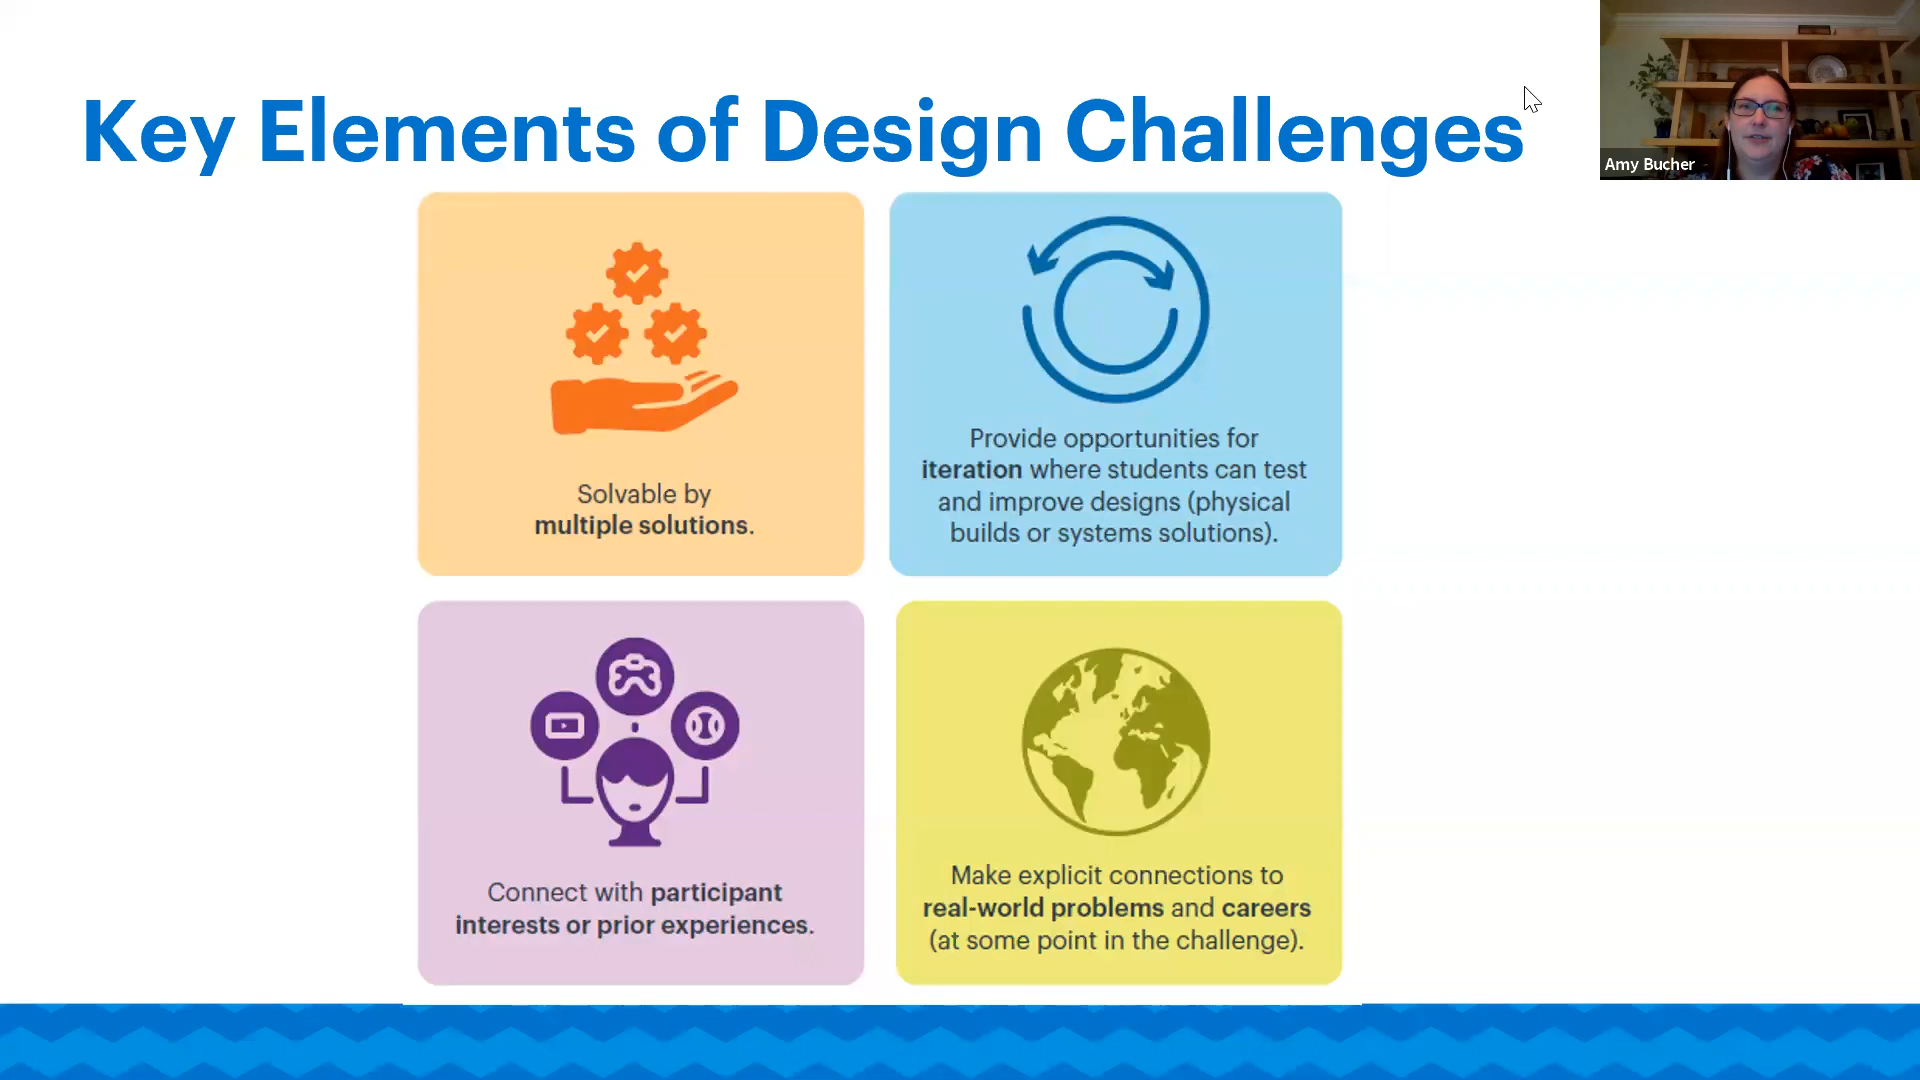 Key Elements of Design Challenges
Amy Bucher
Solvable by
multiple solutions.
Provide opportunities for
iteration where students can test
and improve designs (physical
builds or systems solutions).
Connect with participant
interests or prior experiences.
Make explicit connections to
real-world problems and careers
(at some point in the challenge).